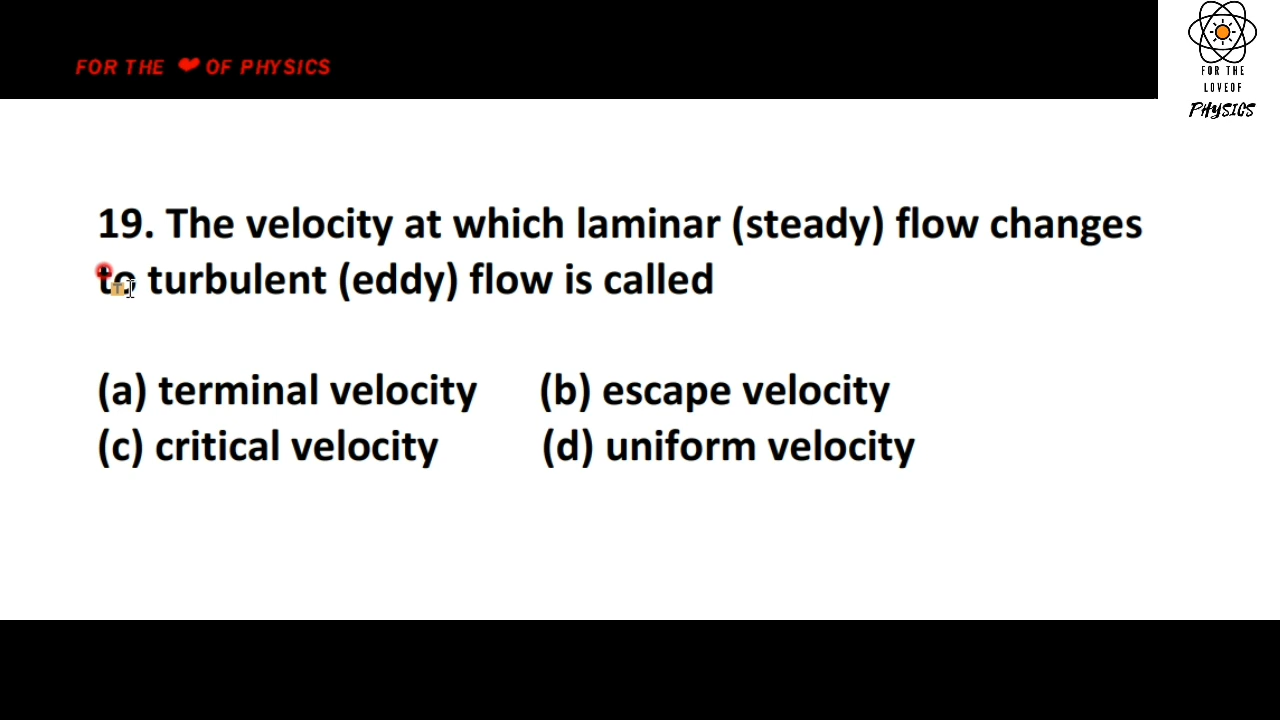 FOR THE ❤ OF PHYSICS
FOR THE
LOVEOF
PHYSICS
19. The velocity at which laminar (steady) flow changes
to turbulent (eddy) flow is called
(a) terminal velocity (b) escape velocity
(c) critical velocity (d) uniform velocity